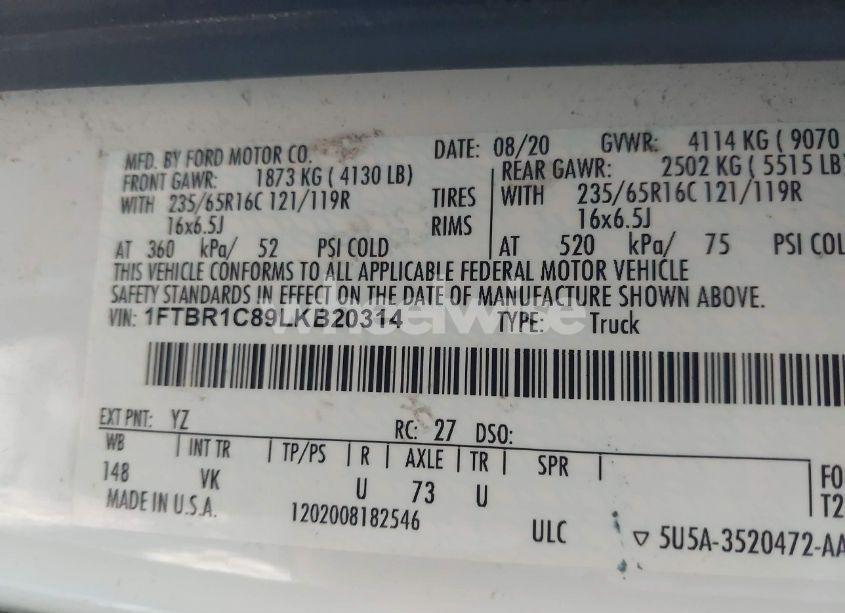 MFD. BY FORD MOTOR CO. DATE: 08/20 GVWR: 4114 KG ( 9070
FRONT GAWR: 1873 KG ( 4130 LB) REAR GAWR: 2502 KG ( 5515 LB
WITH 235/65R16C 121/119R TIRES WITH 235/65R16C 121/119R
16x6.5J RIMS 16x6.5J
AT 360 kPa/ 52 PSI COLD AT 520 kPa/ 75 PSI COL
THIS VEHICLE CONFORMS TO ALL APPLICABLE FEDERAL MOTOR VEHICLE
SAFETY STANDARDS IN EFFECT ON THE DATE OF MANUFACTURE SHOWN ABOVE.
VIN: 1FTBR1C89LKB20314 TYPE: Truck
EXT PNT: YZ RC: 27 DSO:
WB INT TR TP/PS R AXLE TR SPR
148 VK U 73 U
FO
T2
MADE IN U.S.A. 1202008182546 ULC ▽ 5U5A-3520472-AA